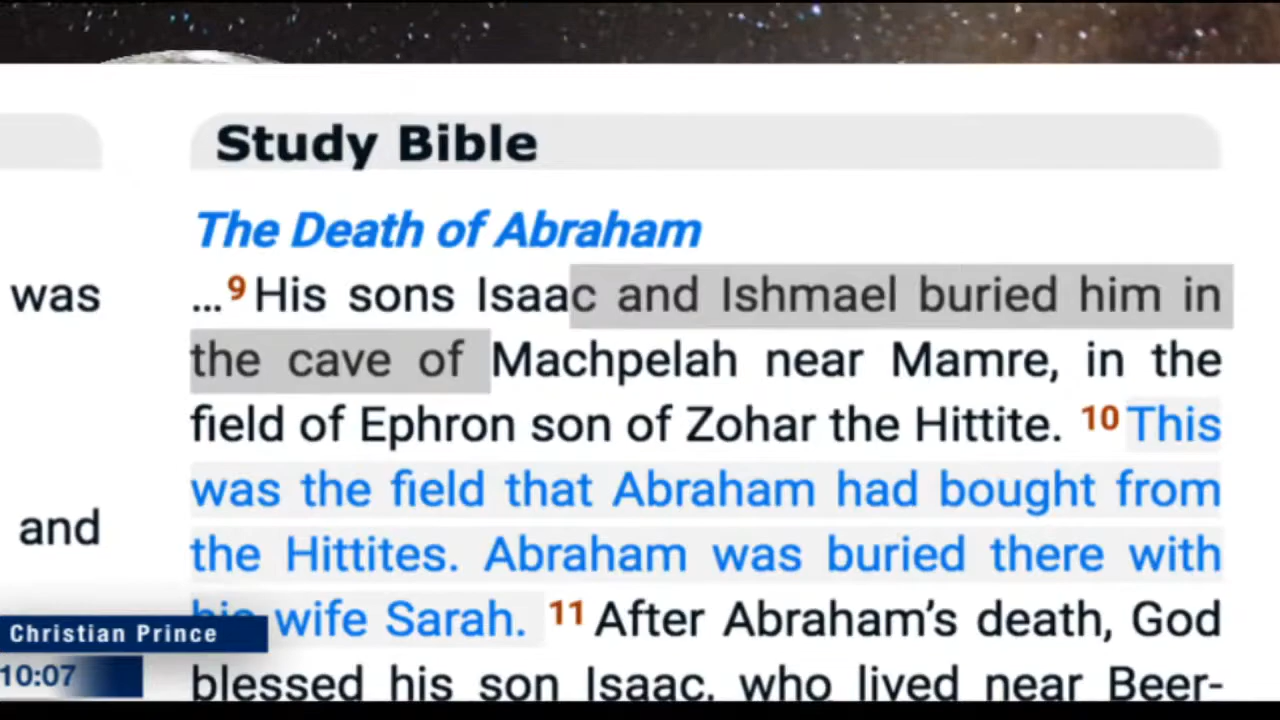 Study Bible
The Death of Abraham
was
...9 His sons Isaac and Ishmael buried him in
the cave of Machpelah near Mamre, in the
field of Ephron son of Zohar the Hittite. 10 This
was the field that Abraham had bought from
and
the Hittites. Abraham was buried there with
his wife Sarah. 11 After Abraham's death, God
blessed his son Isaac, who lived near Beer-
Christian Prince
10:07